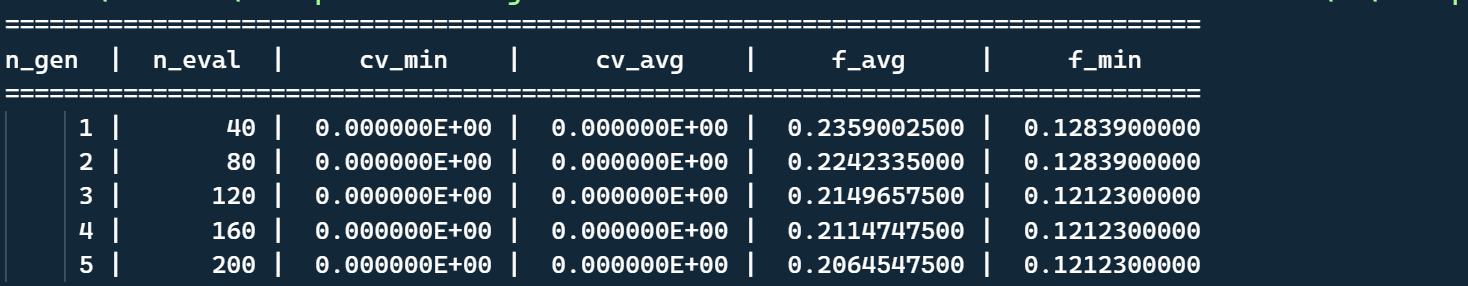 ==================================================================================
n_gen  |  n_eval  |     cv_min    |     cv_avg    |     f_avg     |     f_min
==================================================================================
     1 |       40 |  0.000000E+00 |  0.000000E+00 |  0.2359002500 |  0.1283900000
     2 |       80 |  0.000000E+00 |  0.000000E+00 |  0.2242335000 |  0.1283900000
     3 |      120 |  0.000000E+00 |  0.000000E+00 |  0.2149657500 |  0.1212300000
     4 |      160 |  0.000000E+00 |  0.000000E+00 |  0.2114747500 |  0.1212300000
     5 |      200 |  0.000000E+00 |  0.000000E+00 |  0.2064547500 |  0.1212300000